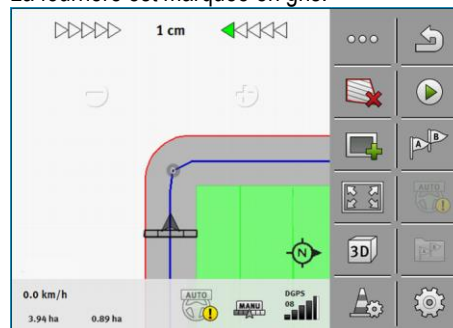 La fourrière est marquée en gris.
1 cm
A B
AUTO
3D
N
0.0 km/h
3.94 ha 0.89 ha
AUTO
MANU
DGPS
08